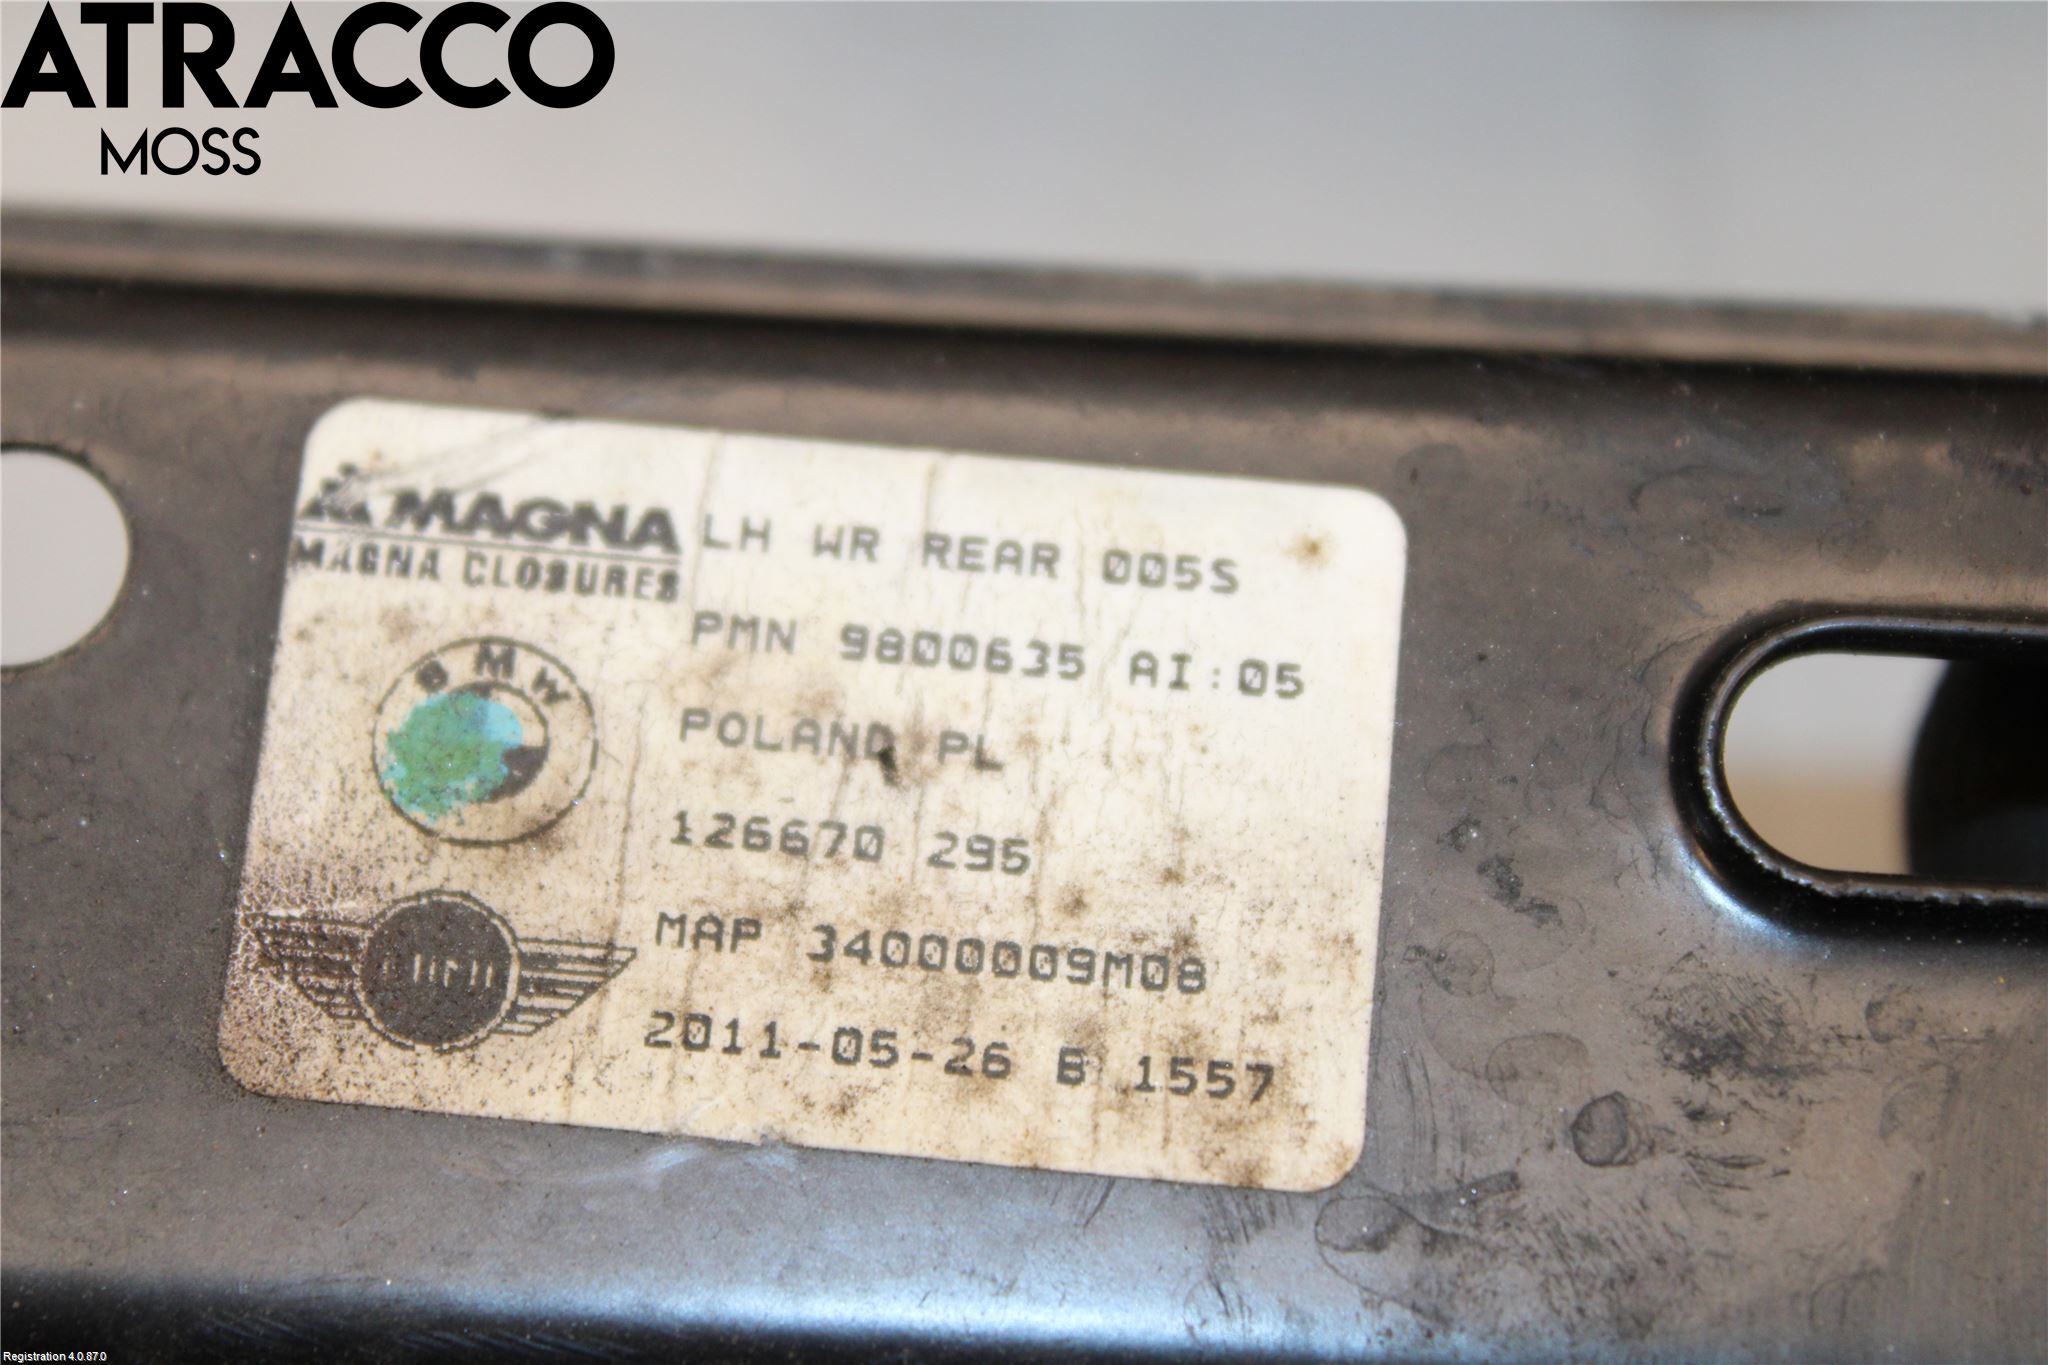 ATRACCO
MOSS
MAGNA
MAGNA CLOSURES
LH WR REAR 005S
PMN 9800635 AI:05
BMW
POLAND PL
126670 295
MAP 34000009M08
2011-05-26 B 1557
Registration 4.0.87.0